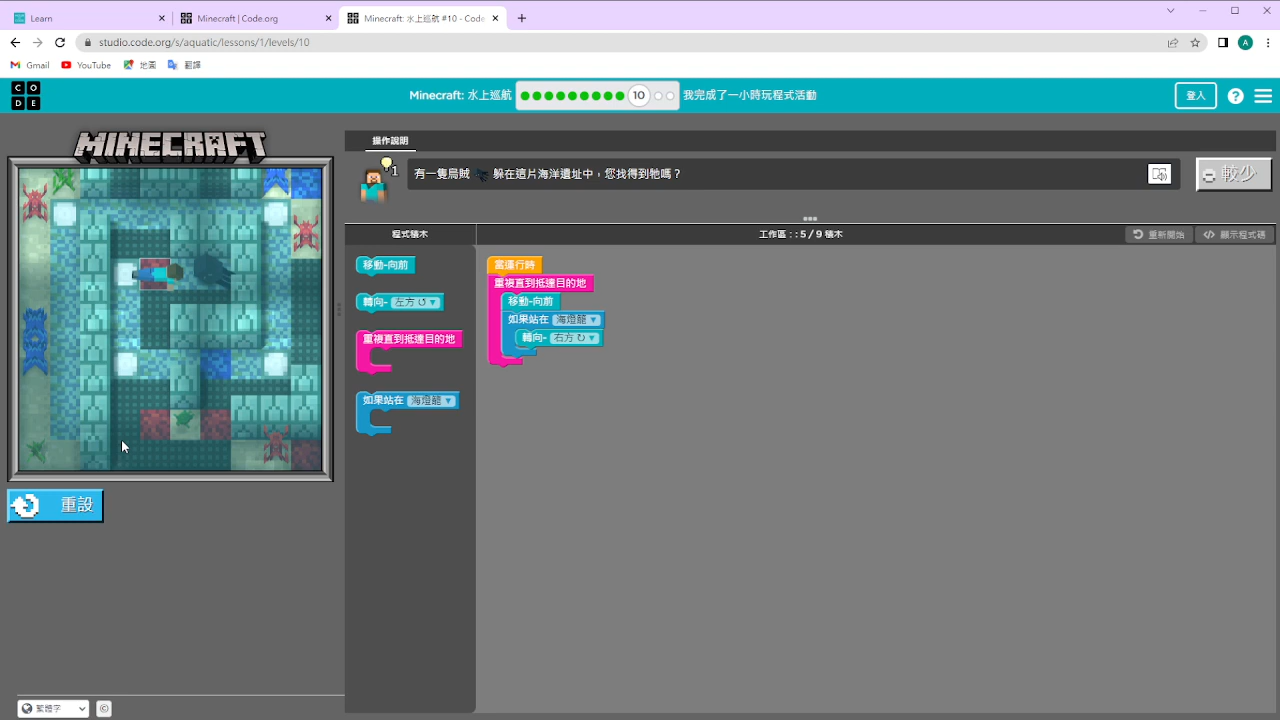 Learn
Minecraft | Code.org
Minecraft: 水上巡航 #10 - Code
studio.code.org/s/aquatic/lessons/1/levels/10
A
Gmail
YouTube
地圖
翻譯
C O
D E
Minecraft: 水上巡航
10
我完成了一小時玩程式活動
登入
?
MINECRAFT
操作說明
1
有一隻烏賊 躲在這片海洋遺址中，您找得到牠嗎？
較少
程式積木
工作區：: 5 / 9 積木
重新開始
顯示程式碼
移動-向前
轉向- 左方 ↺ ▼
重複直到抵達目的地
如果站在 海燈籠 ▼
當運行時
重複直到抵達目的地
移動-向前
如果站在 海燈籠 ▼
轉向- 右方 ↻ ▼
重設
繁體字
©